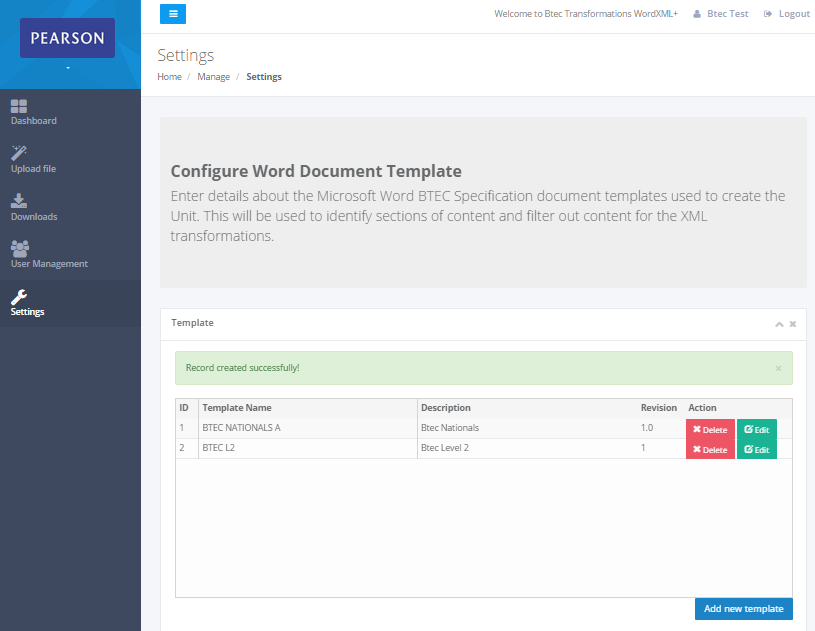 PEARSON
Welcome to Btec Transformations WordXML+ Btec Test Logout
Settings
Home / Manage / Settings
Dashboard
Upload file
Downloads
User Management
Settings
Configure Word Document Template
Enter details about the Microsoft Word BTEC Specification document templates used to create the
Unit. This will be used to identify sections of content and filter out content for the XML
transformations.
Template
Record created successfully! ×
ID Template Name Description Revision Action
1 BTEC NATIONALS A Btec Nationals 1.0 Delete Edit
2 BTEC L2 Btec Level 2 1 Delete Edit
Add new template